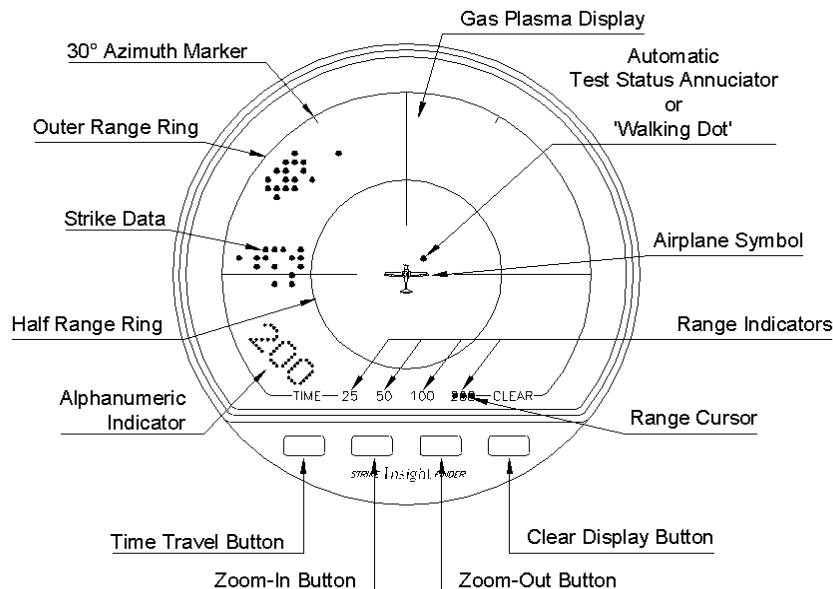 Gas Plasma Display
30° Azimuth Marker
Automatic
Test Status Annuciator
or
'Walking Dot'
Outer Range Ring
Strike Data
Airplane Symbol
Half Range Ring
Range Indicators
200
Alphanumeric
Indicator
TIME 25 50 100 200 CLEAR
Range Cursor
STRIKE Insight FINDER
Time Travel Button
Clear Display Button
Zoom-In Button
Zoom-Out Button